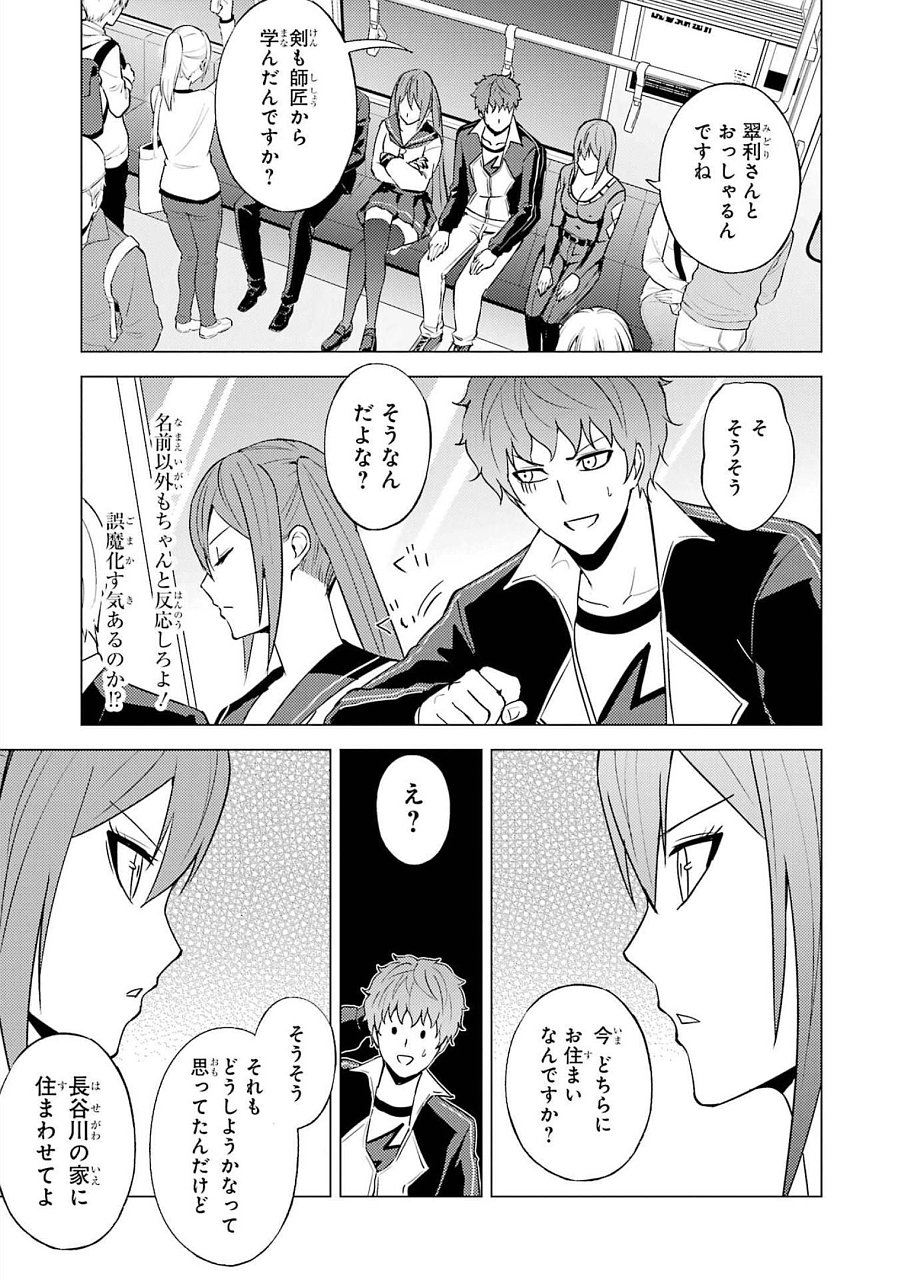 翆利さんと
おっしゃるん
ですね
剣も師匠から
学んだんですか?
そ
そうそう
そうなん
だよな?
名前以外もちゃんと反応しろよ!
誤魔化す気あるのか!?
今どちらに
お住まい
なんですか?
え?
そうそう
それも
どうしようかなって
思ってたんだけど
長谷川の家に
住まわせてよ